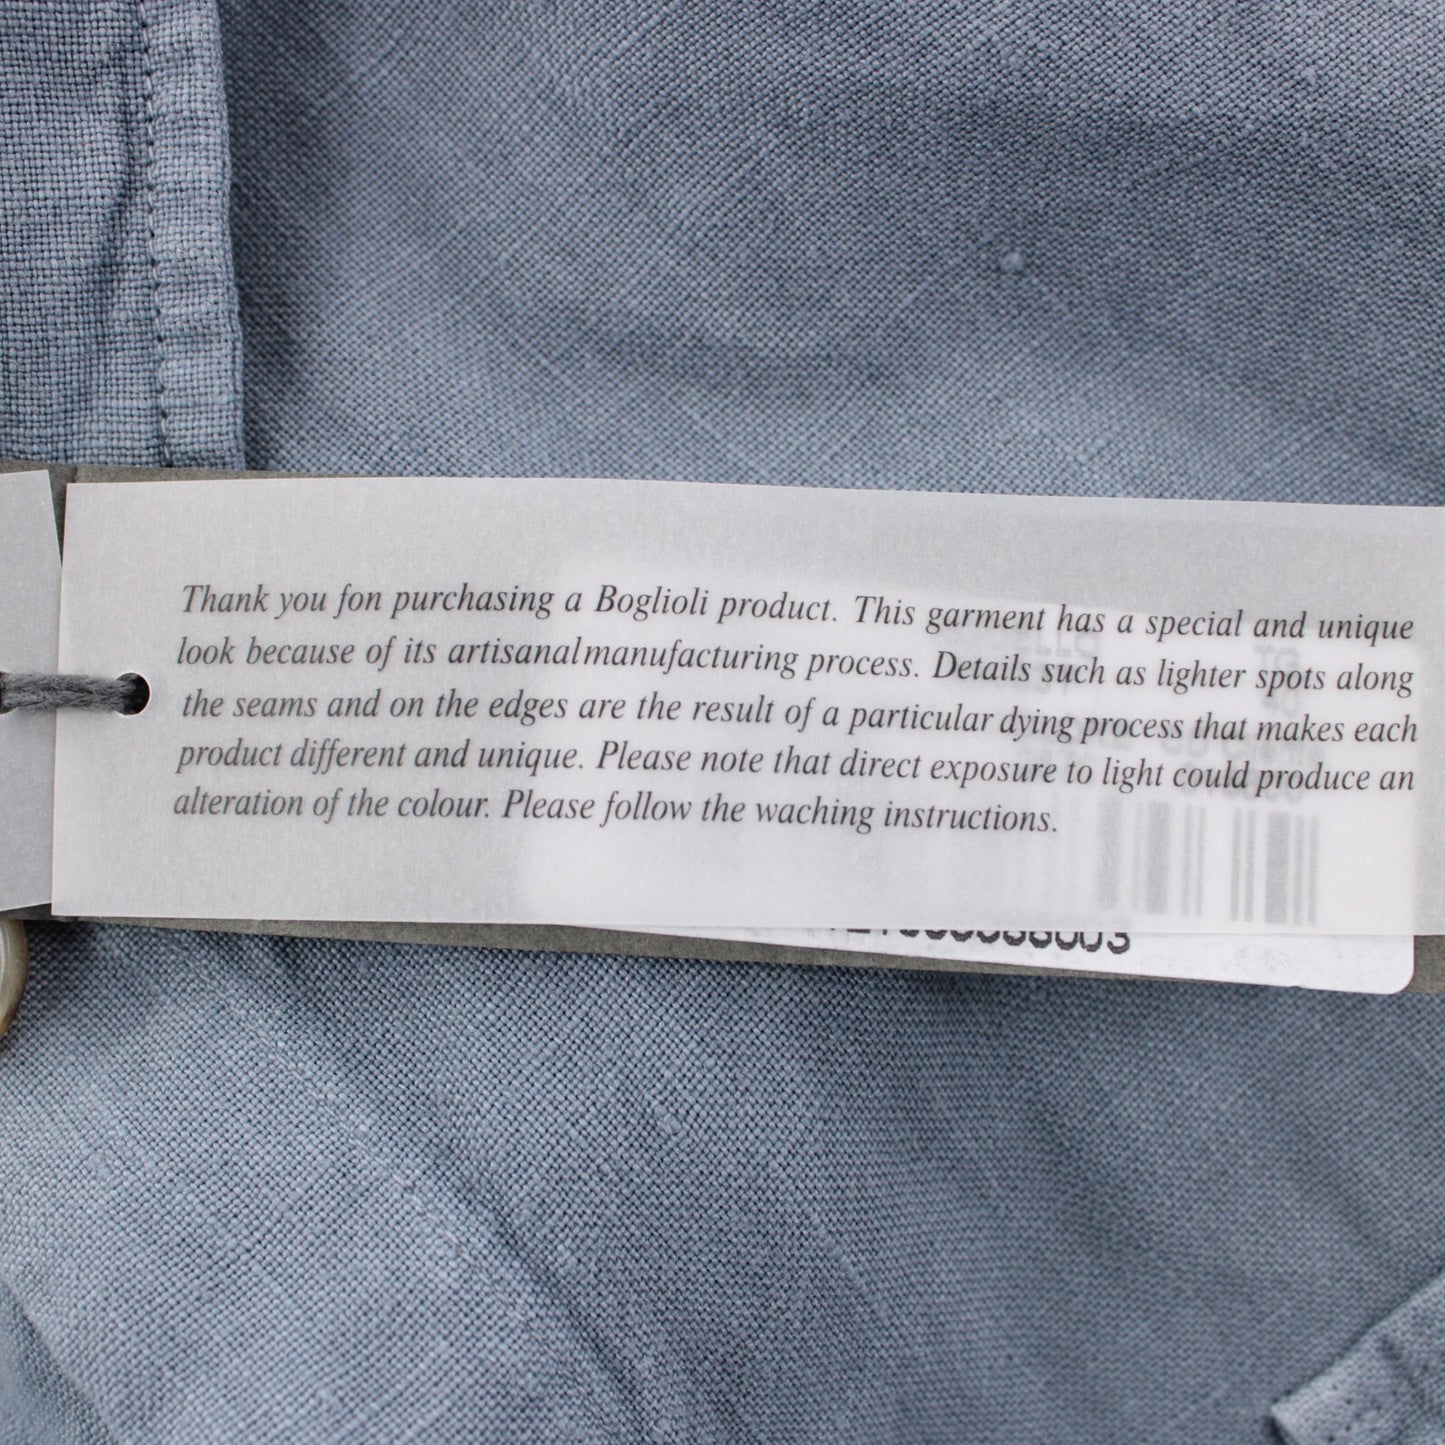 Thank you fon purchasing a Boglioli product. This garment has a special and unique
look because of its artisanal manufacturing process. Details such as lighter spots along
the seams and on the edges are the result of a particular dying process that makes each
product different and unique. Please note that direct exposure to light could produce an
alteration of the colour. Please follow the waching instructions.